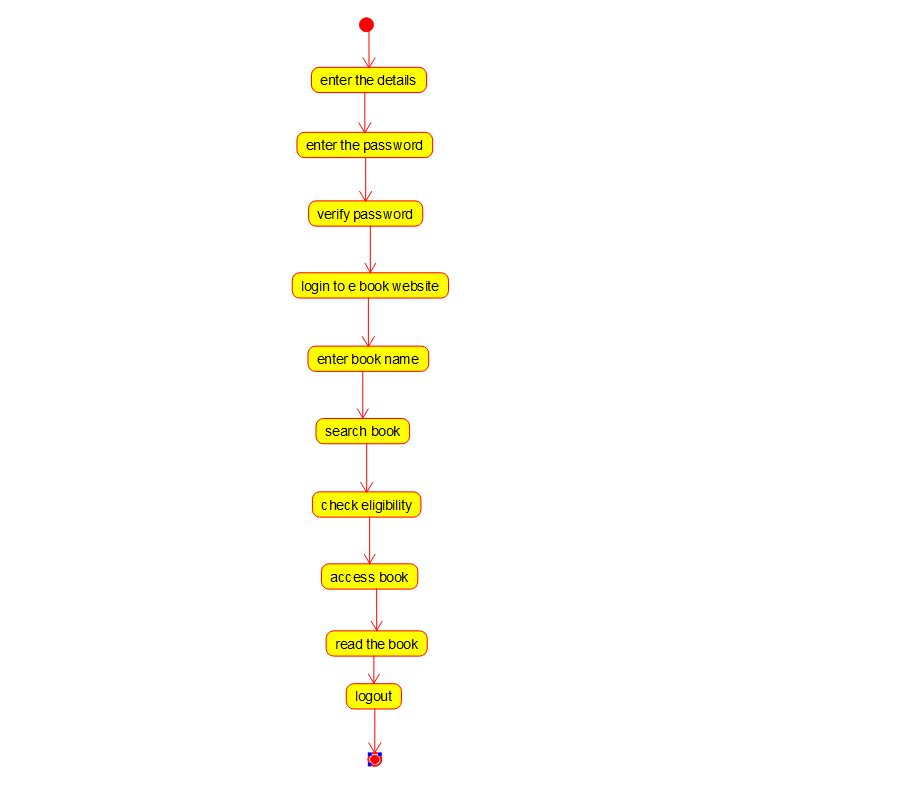 enter the details
enter the password
verify password
login to e book website
enter book name
search book
check eligibility
access book
read the book
logout